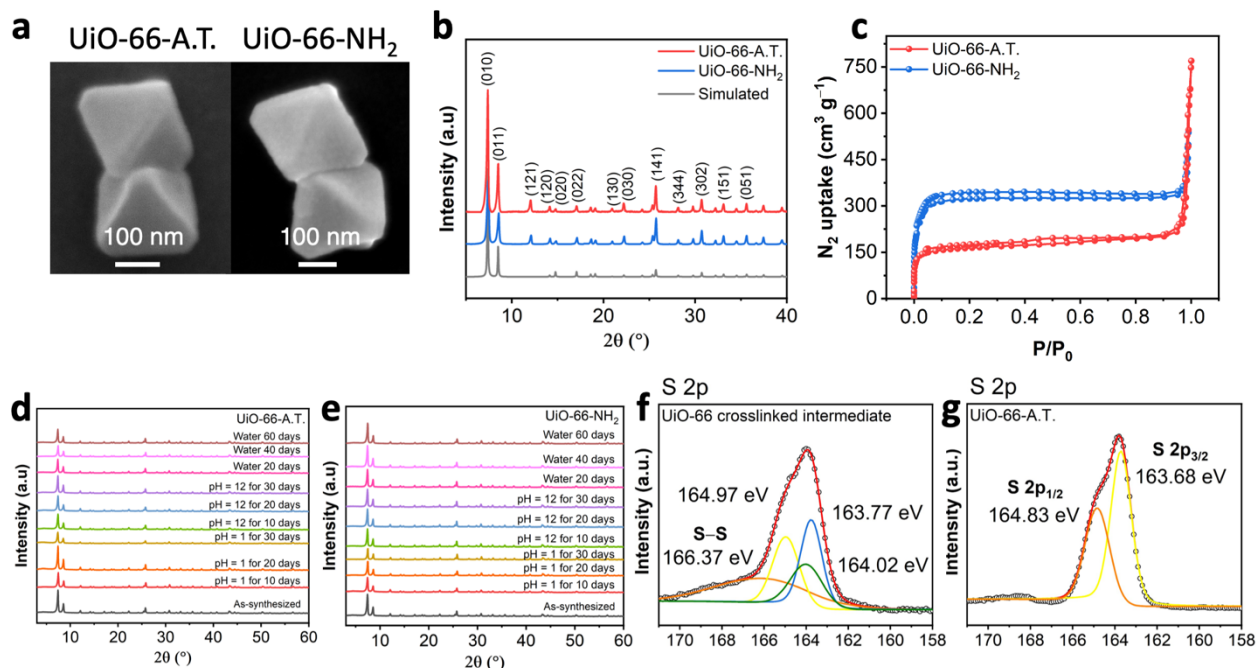 a
UiO-66-A.T.
UiO-66-NH2
100 nm
100 nm
b
Intensity (a.u)
(010)
(011)
(121)
(120)
(020)
(022)
(130)
(030)
(141)
(344)
(302)
(151)
(051)
UiO-66-A.T.
UiO-66-NH2
Simulated
10
20
30
40
2θ (°)
c
N2 uptake (cm3 g−1)
750
600
450
300
150
0
UiO-66-A.T.
UiO-66-NH2
0.0
0.2
0.4
0.6
0.8
1.0
P/P0
d
Intensity (a.u.)
UiO-66-A.T.
Water 60 days
Water 40 days
Water 20 days
pH = 12 for 30 days
pH = 12 for 20 days
pH = 12 for 10 days
pH = 1 for 30 days
pH = 1 for 20 days
pH = 1 for 10 days
As-synthesized
10
20
30
40
50
60
2θ (°)
e
Intensity (a.u.)
UiO-66-NH2
Water 60 days
Water 40 days
Water 20 days
pH = 12 for 30 days
pH = 12 for 20 days
pH = 12 for 10 days
pH = 1 for 30 days
pH = 1 for 20 days
pH = 1 for 10 days
As-synthesized
10
20
30
40
50
60
2θ (°)
S 2p
f
Intensity (a.u.)
UiO-66 crosslinked intermediate
164.97 eV
S–S
166.37 eV
163.77 eV
164.02 eV
170
168
166
164
162
160
158
S 2p
g
Intensity (a.u.)
UiO-66-A.T.
S 2p1/2
164.83 eV
S 2p3/2
163.68 eV
170
168
166
164
162
160
158